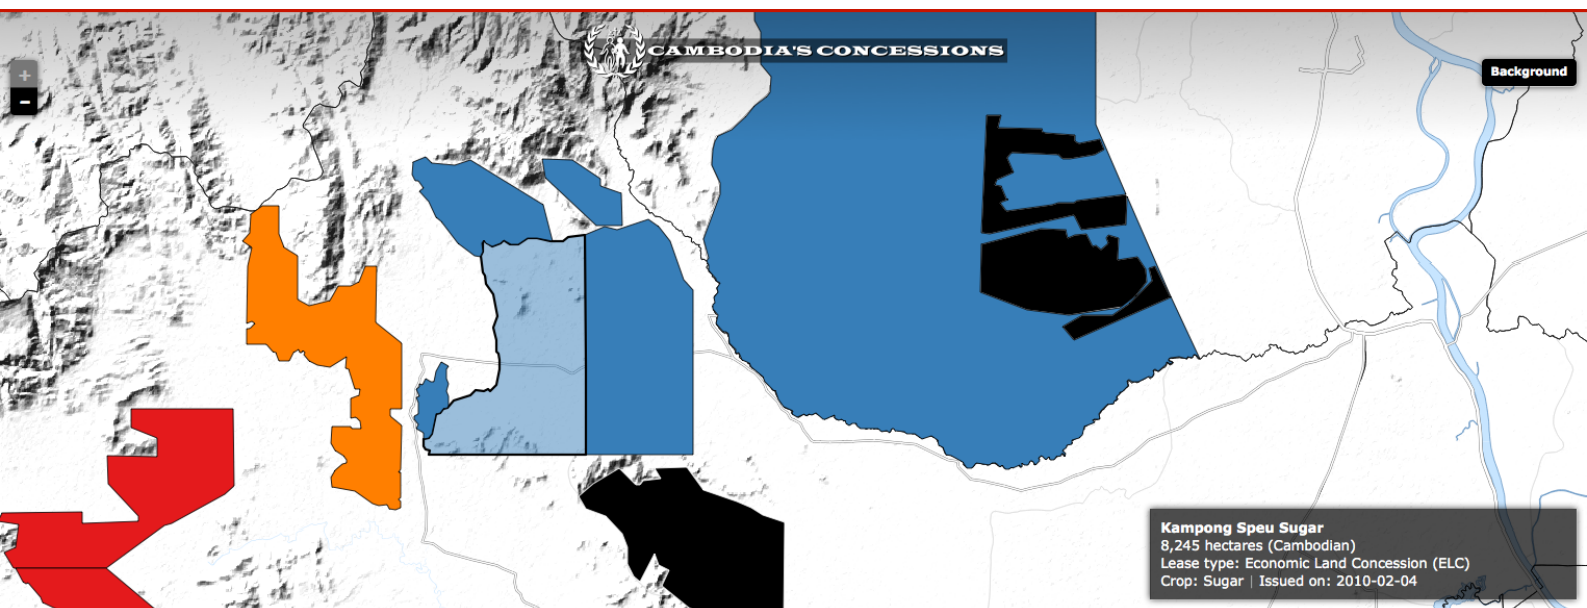 CAMBODIA'S CONCESSIONS
+
Background
-
Kampong Speu Sugar
8,245 hectares (Cambodian)
Lease type: Economic Land Concession (ELC)
Crop: Sugar | Issued on: 2010-02-04